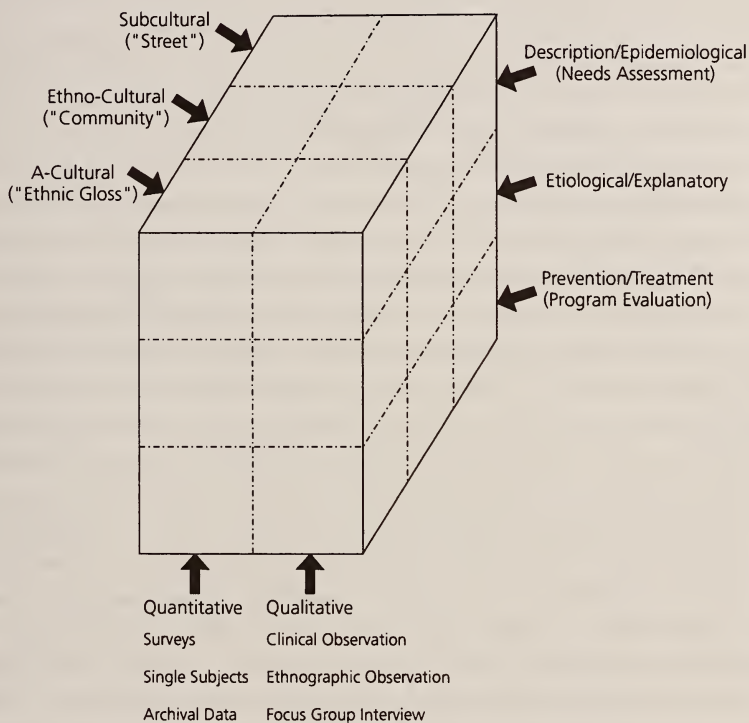 Subcultural
("Street")
Ethno-Cultural
("Community")
A-Cultural
("Ethnic Gloss")
Description/Epidemiological
(Needs Assessment)
Etiological/Explanatory
Prevention/Treatment
(Program Evaluation)
Quantitative Qualitative
Surveys Clinical Observation
Single Subjects Ethnographic Observation
Archival Data Focus Group Interview